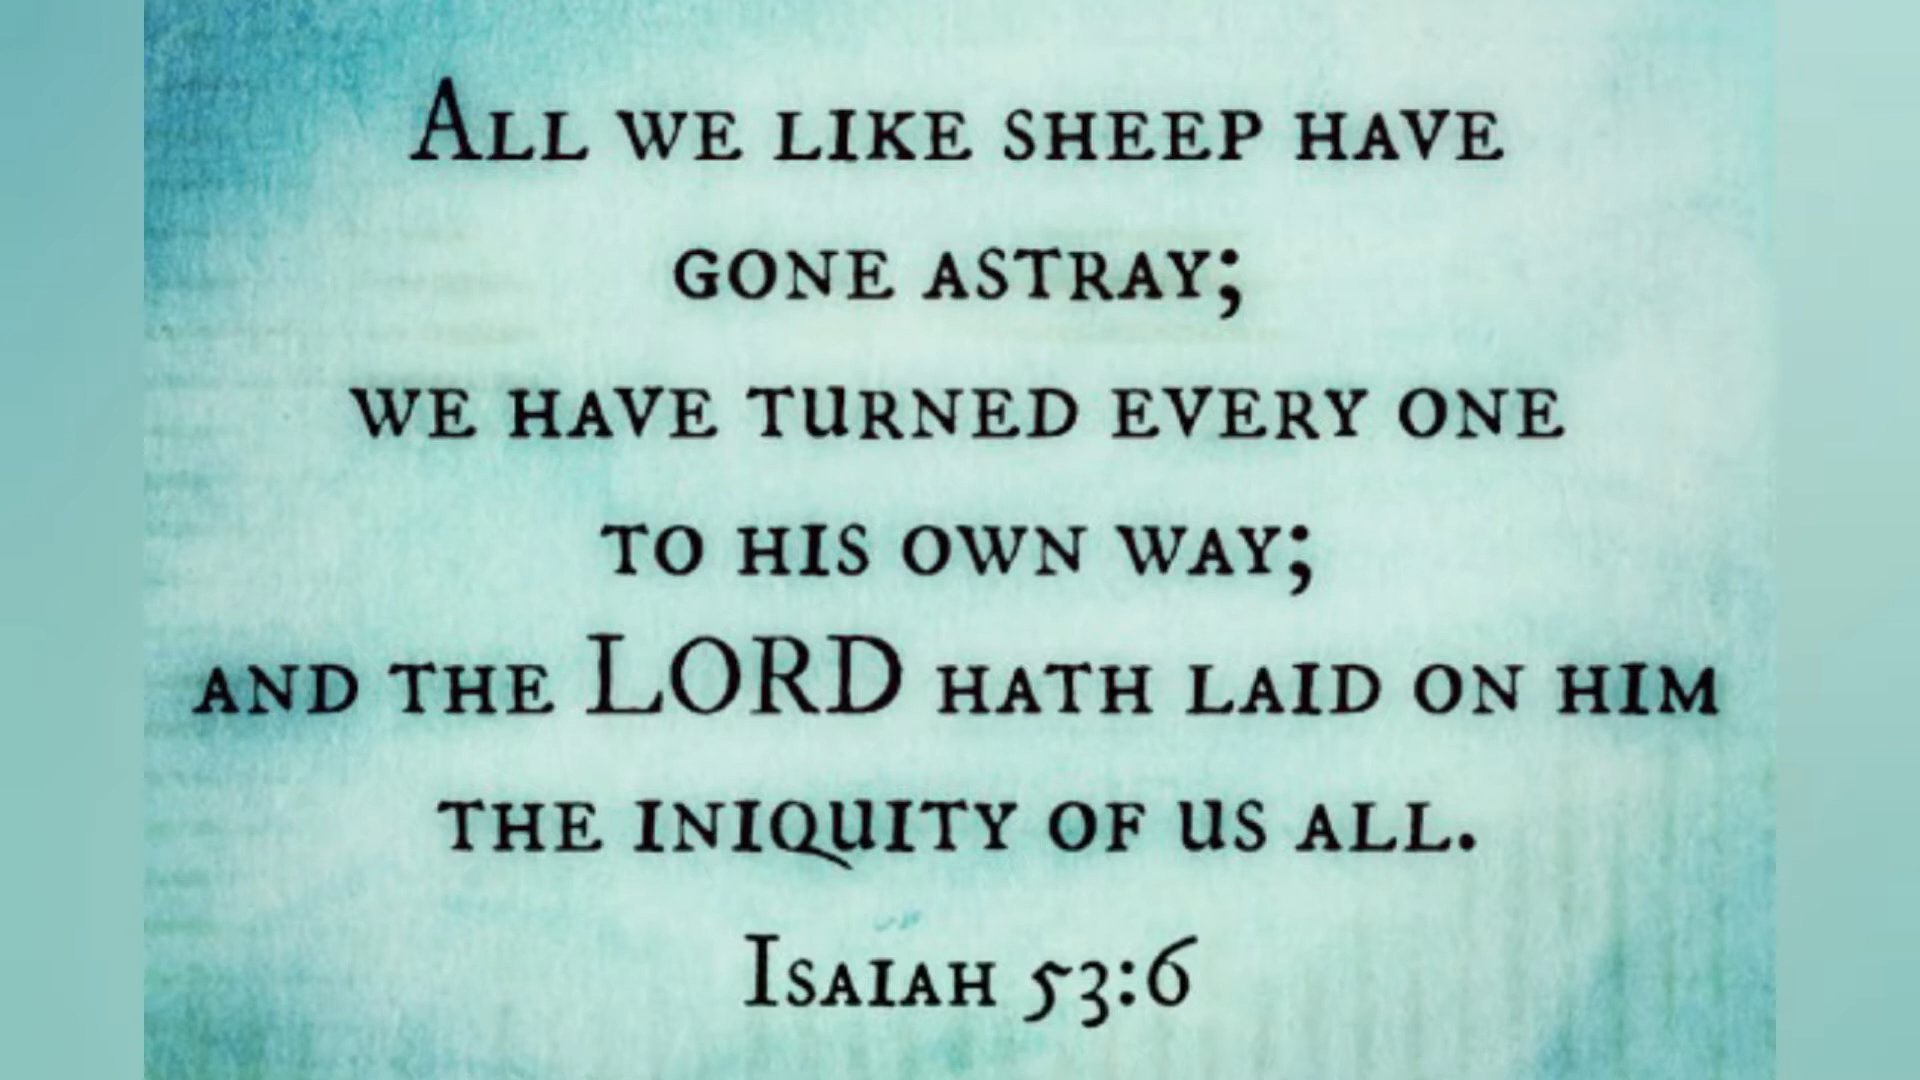 All we like sheep have
gone astray;
we have turned every one
to his own way;
and the LORD hath laid on him
the iniquity of us all.
Isaiah 53:6